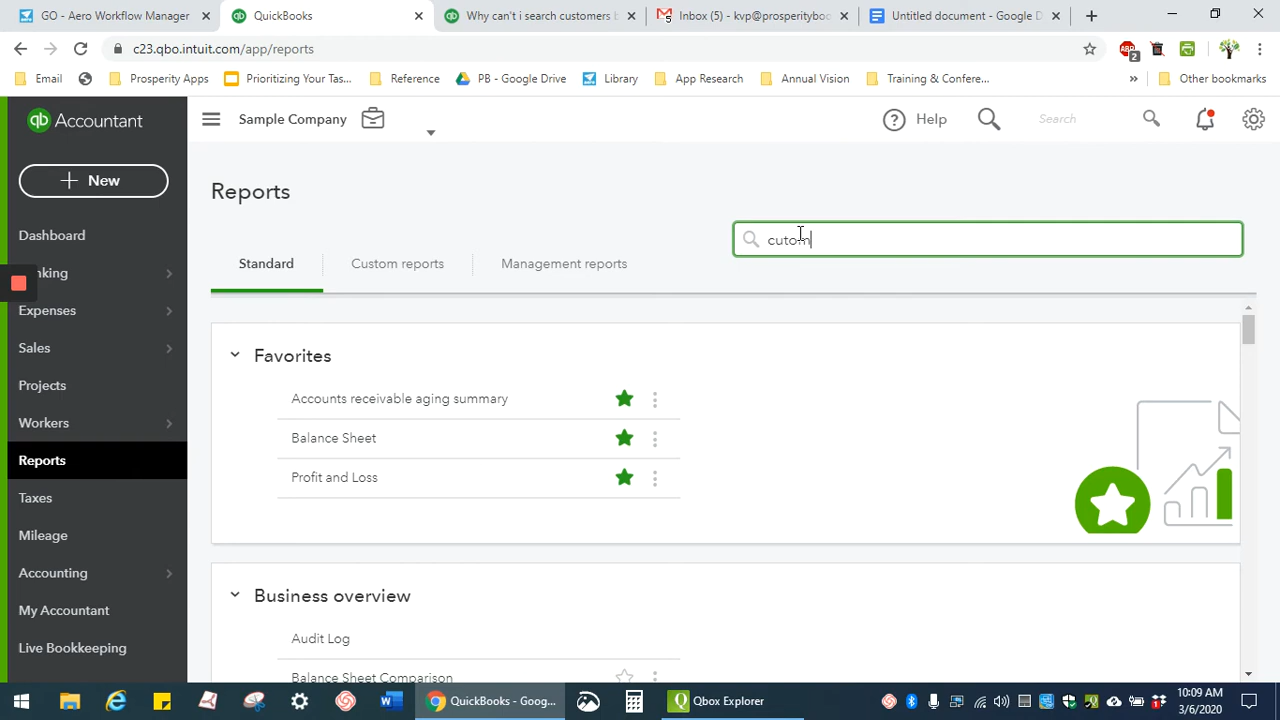 GO - Aero Workflow Manager
QuickBooks
Why can't i search customers b
Inbox (5) - kvp@prosperitybo
Untitled document - Google D
c23.qbo.intuit.com/app/reports
2
Email
Prosperity Apps
Prioritizing Your Tas...
Reference
PB - Google Drive
Library
App Research
Annual Vision
Training & Confere...
»
Other bookmarks
qb Accountant
Sample Company
Help
Search
+ New
Reports
cutom
Dashboard
nking
Standard
Custom reports
Management reports
Expenses
Sales
Favorites
Projects
Accounts receivable aging summary
Workers
Balance Sheet
Reports
Profit and Loss
Taxes
Mileage
Accounting
Business overview
My Accountant
Audit Log
Live Bookkeeping
Balance Sheet Comparison
QuickBooks - Goog...
Qbox Explorer
10:09 AM
3/6/2020